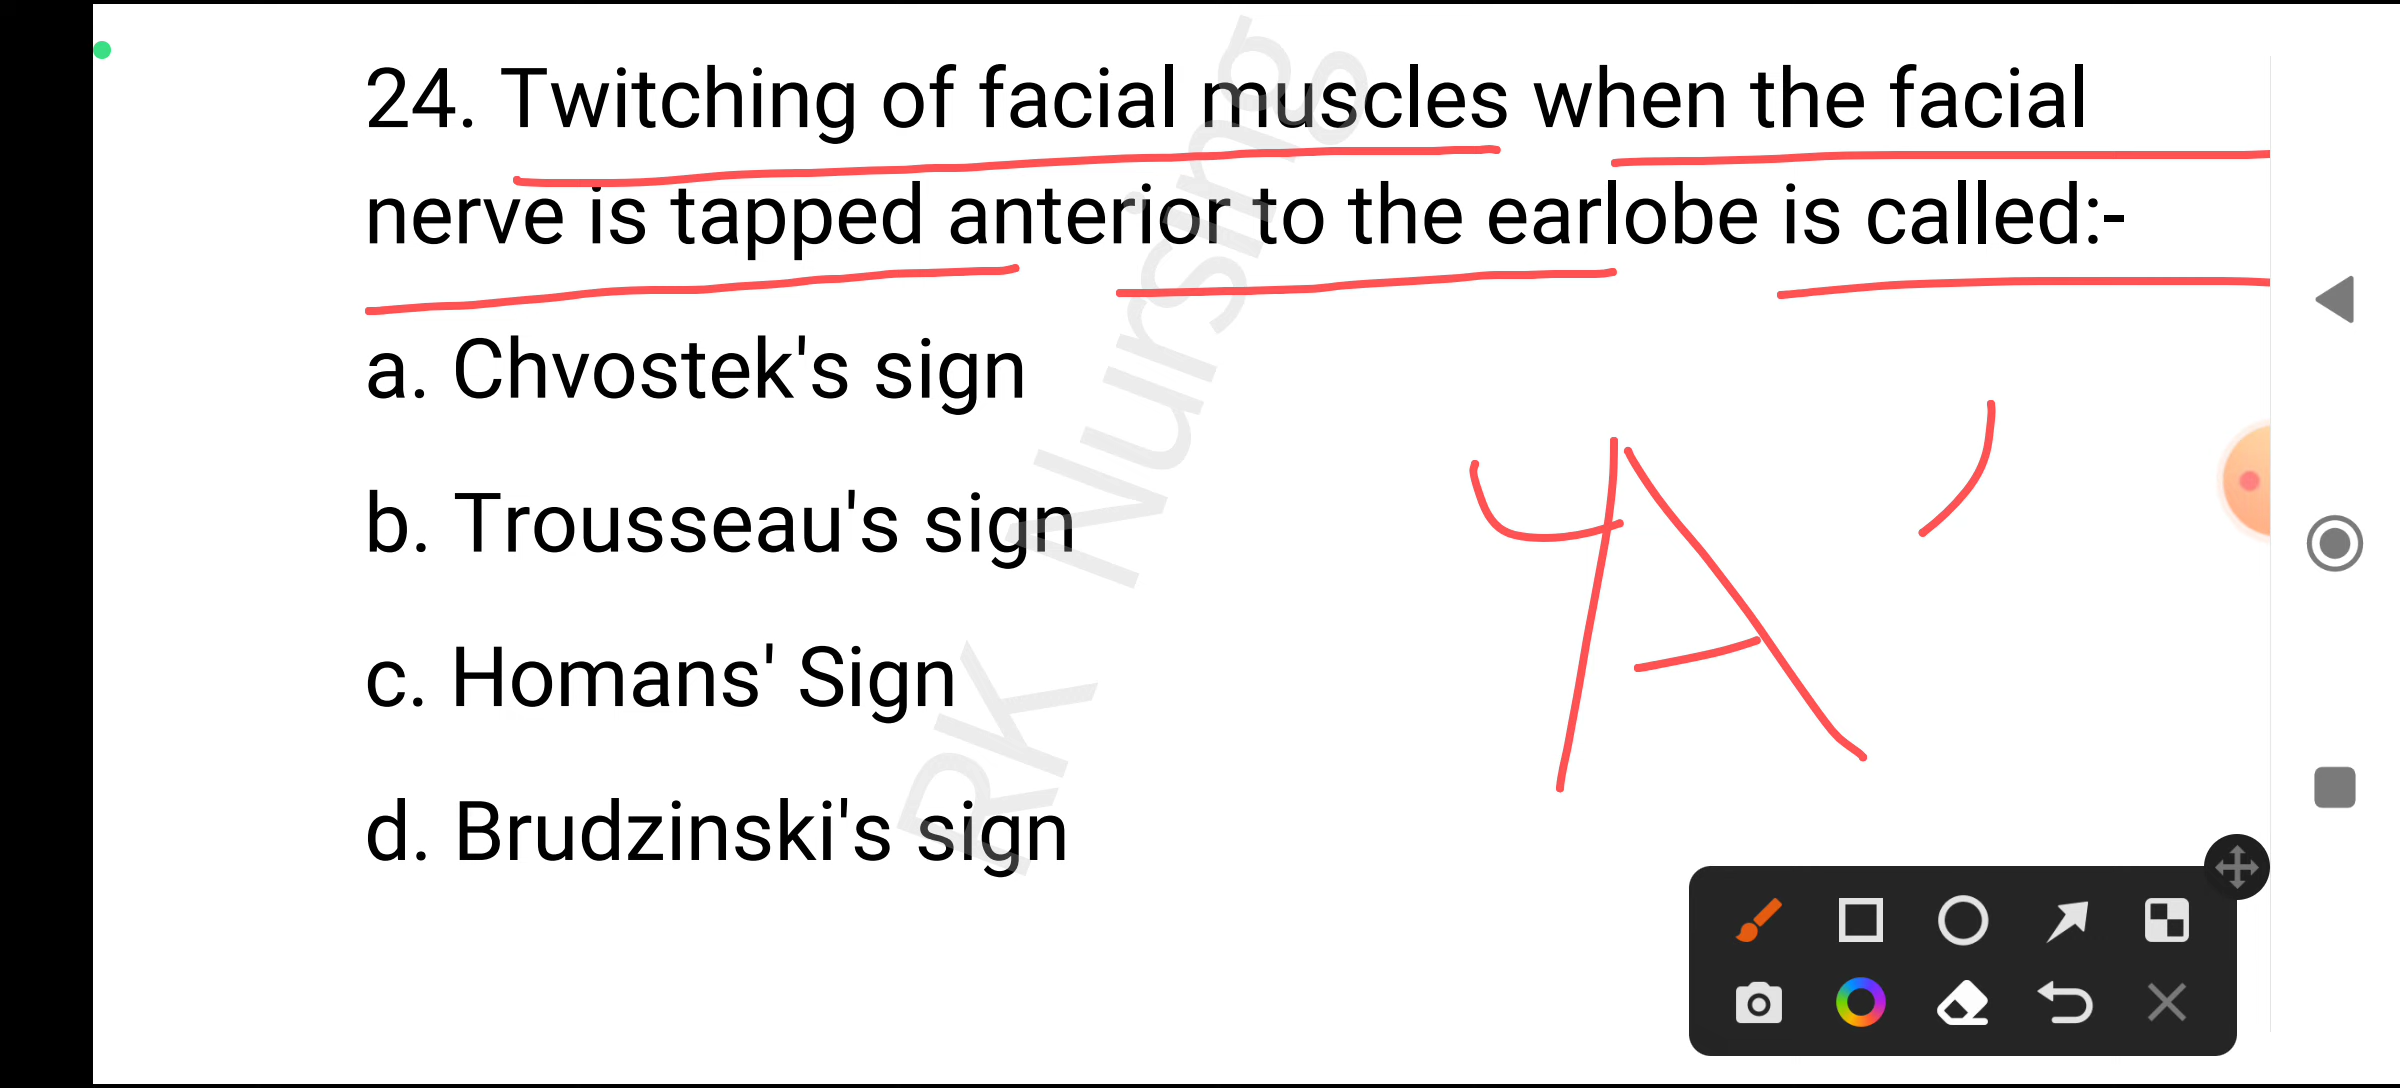 24. Twitching of facial muscles when the facial
nerve is tapped anterior to the earlobe is called:-
a. Chvostek's sign
b. Trousseau's sign
c. Homans' Sign
d. Brudzinski's sign
A
RK Nursing